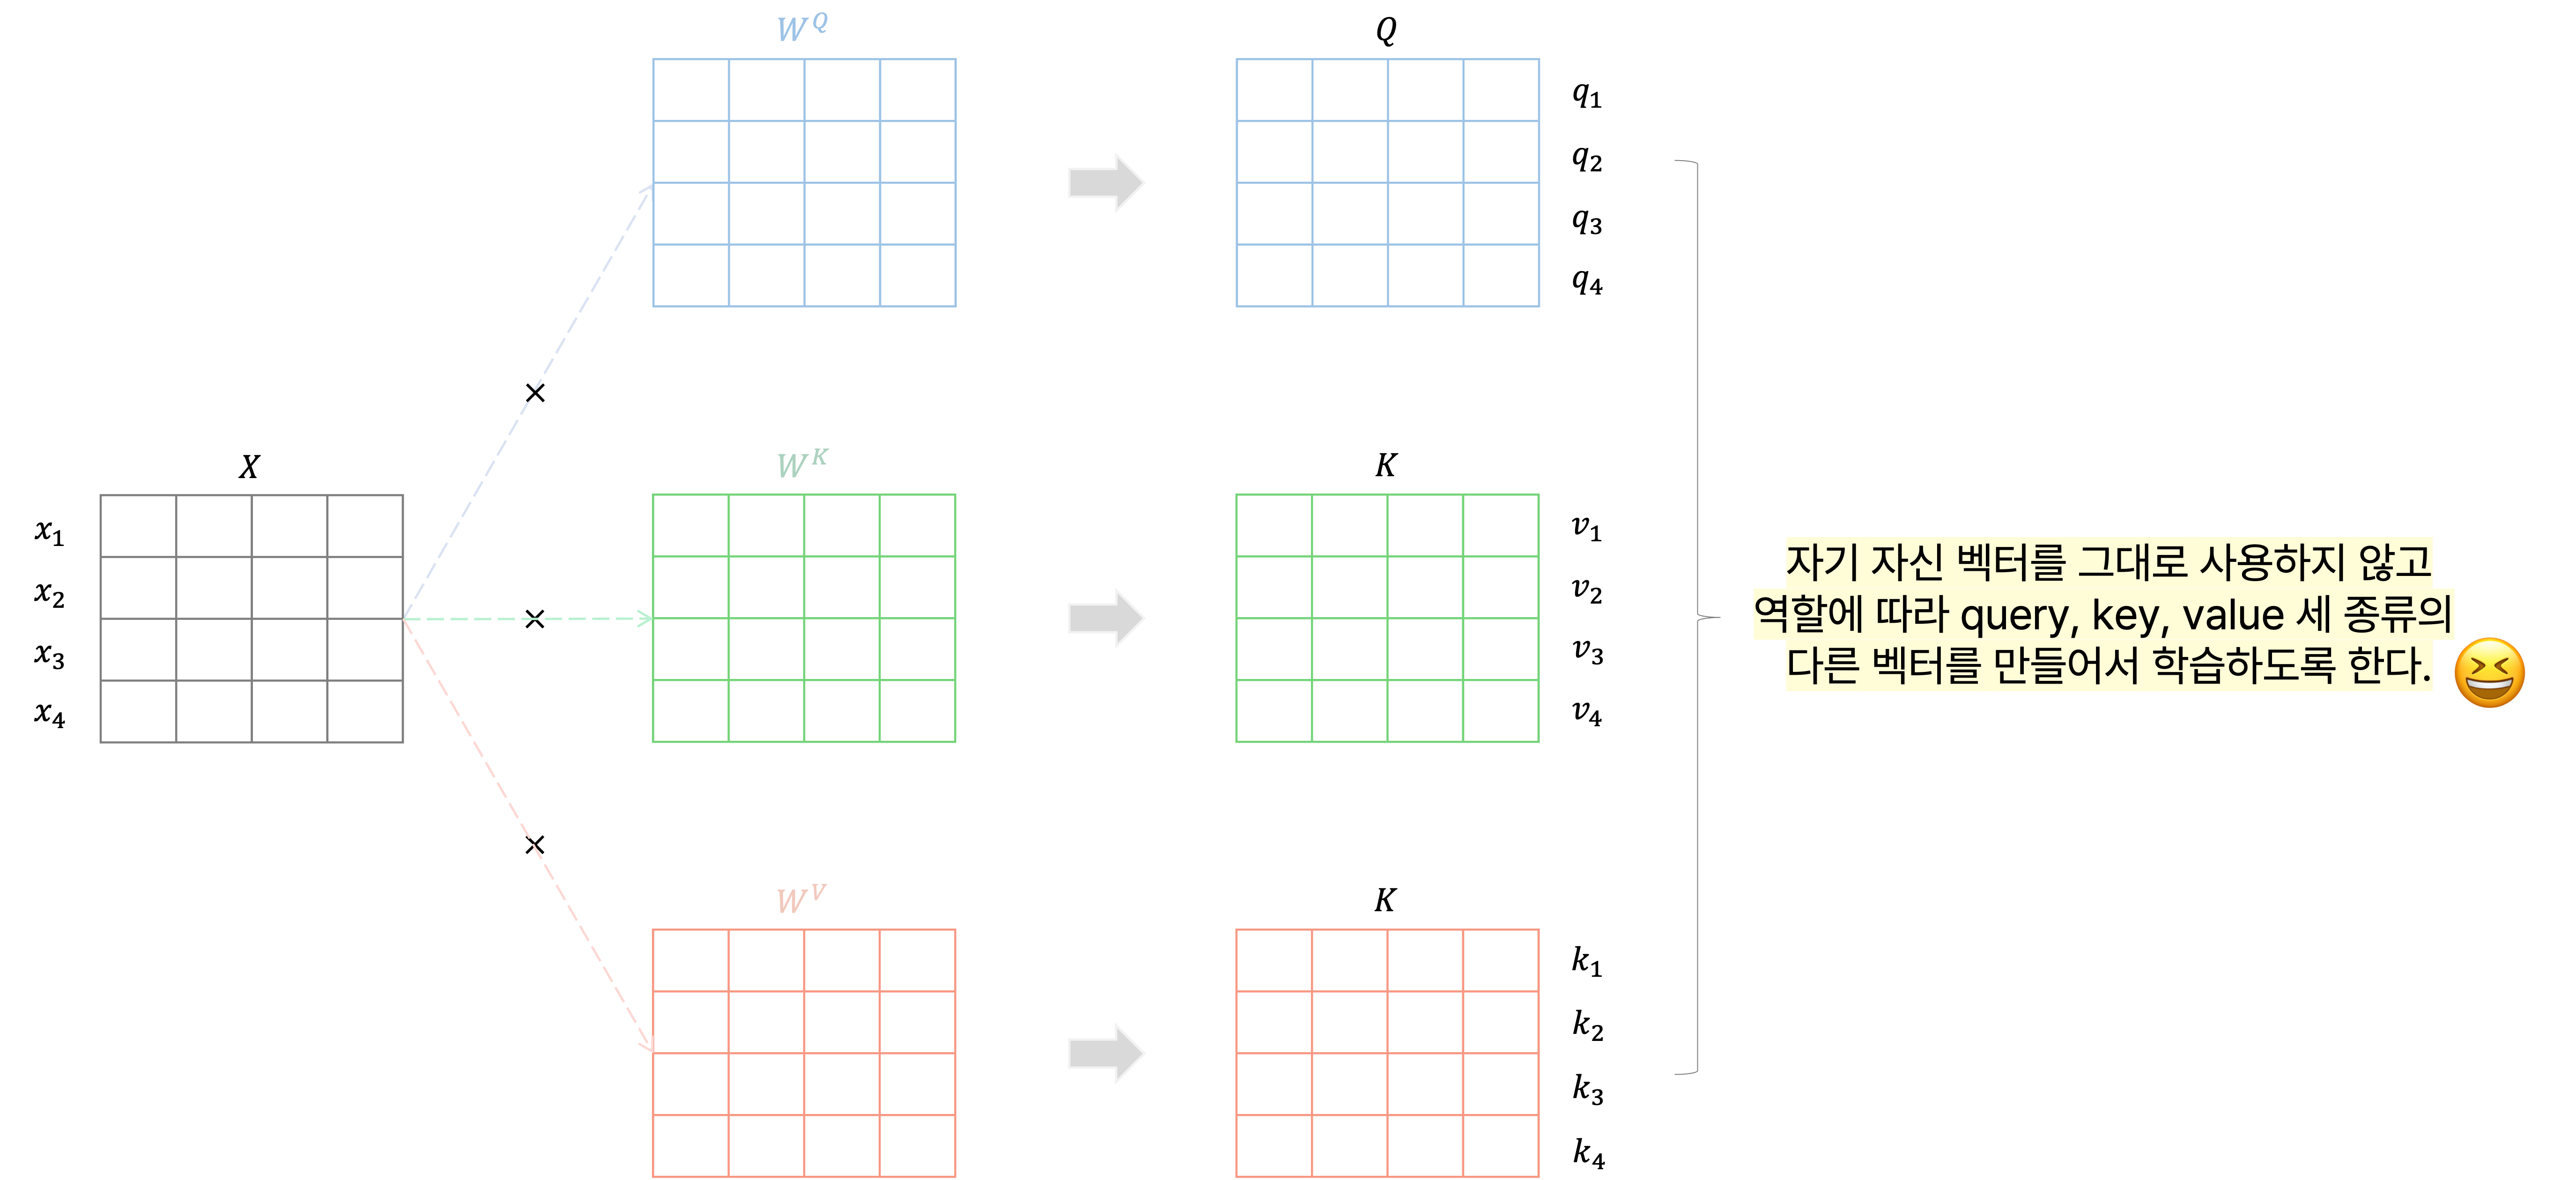 W^Q
Q
q_1
q_2
q_3
q_4
X
x_1
x_2
x_3
x_4
W^K
K
v_1
v_2
v_3
v_4
W^V
K
k_1
k_2
k_3
k_4
×
×
×
자기 자신 벡터를 그대로 사용하지 않고
역할에 따라 query, key, value 세 종류의
다른 벡터를 만들어서 학습하도록 한다.